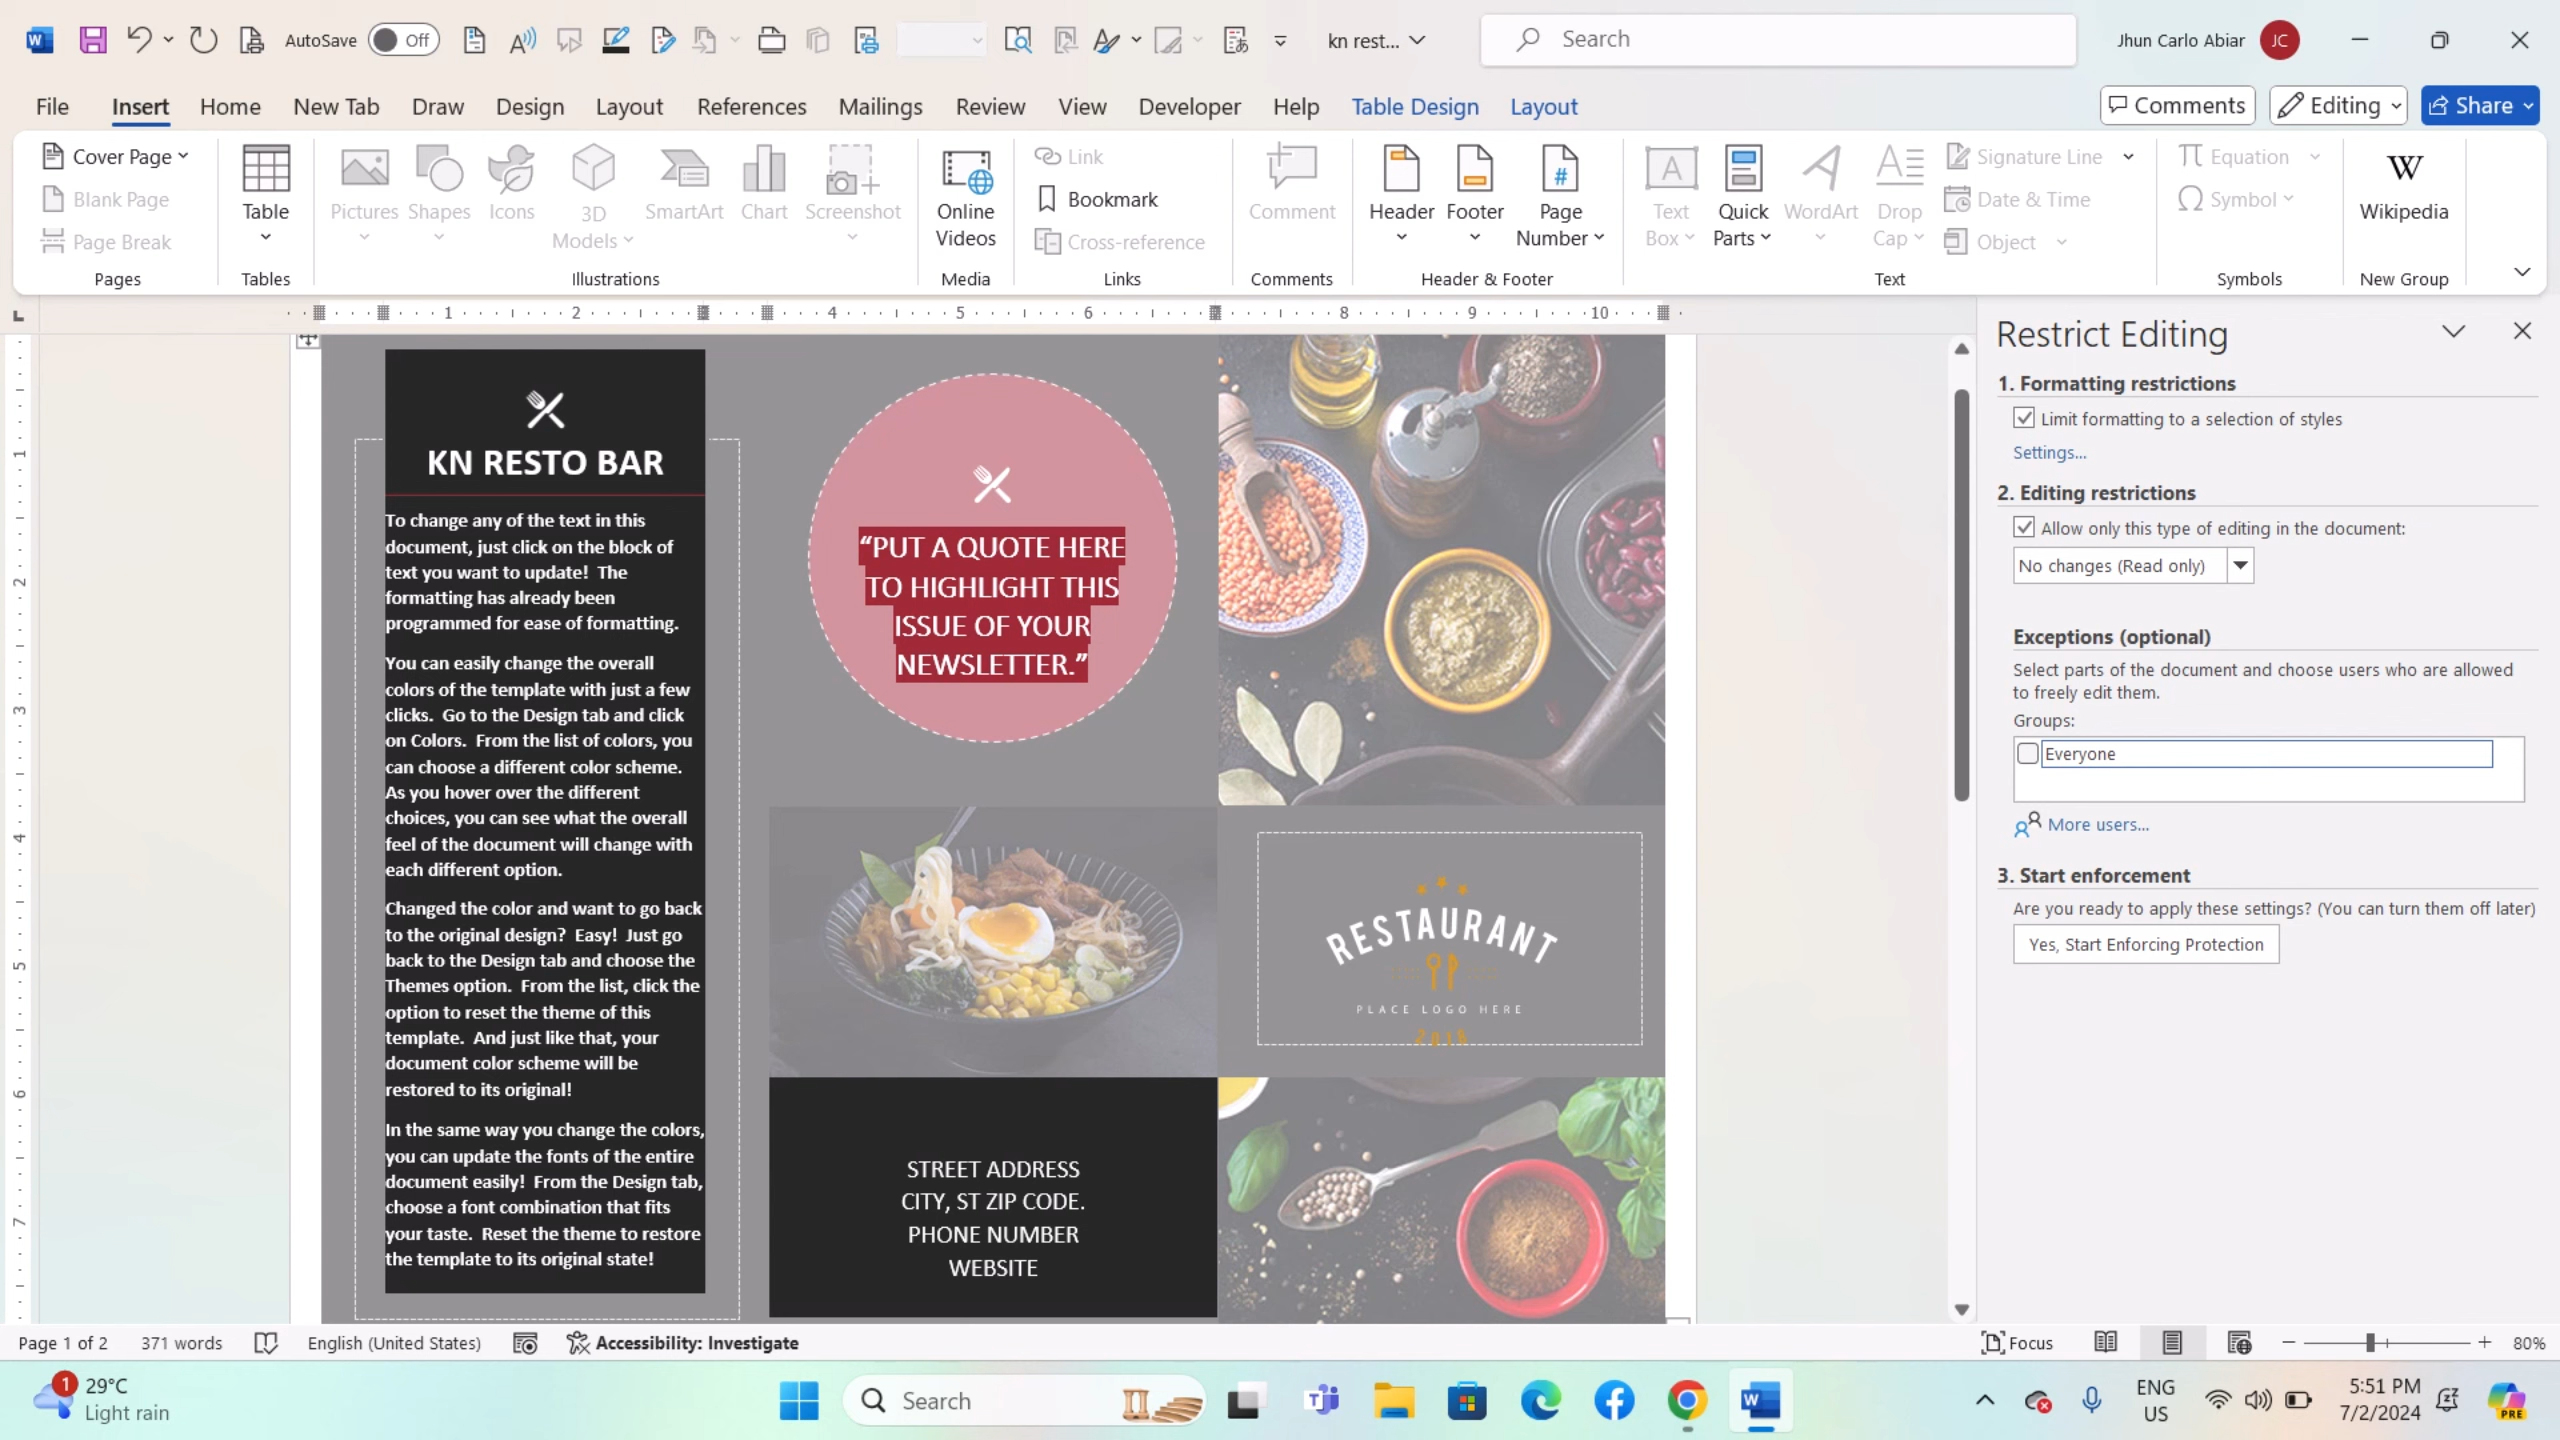 AutoSave
Off
kn rest...
Search
Jhun Carlo Abiar
JC
File
Insert
Home
New Tab
Draw
Design
Layout
References
Mailings
Review
View
Developer
Help
Table Design
Layout
Comments
Editing
Share
Cover Page
Blank Page
Page Break
Pages
Table
Tables
Pictures
Shapes
Icons
3D
Models
SmartArt
Chart
Screenshot
Illustrations
Online
Videos
Media
Link
Bookmark
Cross-reference
Links
Comment
Comments
Header
Footer
Page
Number
Header & Footer
Text
Box
Quick
Parts
WordArt
Drop
Cap
Signature Line
Date & Time
Object
Text
Equation
Symbol
Symbols
W
Wikipedia
New Group
1 2 4 5 6 8 9 10
1
2
3
4
5
6
7
KN RESTO BAR
To change any of the text in this
document, just click on the block of
text you want to update!  The
formatting has already been
programmed for ease of formatting.
You can easily change the overall
colors of the template with just a few
clicks.  Go to the Design tab and click
on Colors.  From the list of colors, you
can choose a different color scheme.
As you hover over the different
choices, you can see what the overall
feel of the document will change with
each different option.
Changed the color and want to go back
to the original design?  Easy!  Just go
back to the Design tab and choose the
Themes option.  From the list, click the
option to reset the theme of this
template.  And just like that, your
document color scheme will be
restored to its original!
In the same way you change the colors,
you can update the fonts of the entire
document easily!  From the Design tab,
choose a font combination that fits
your taste.  Reset the theme to restore
the template to its original state!
“PUT A QUOTE HERE
TO HIGHLIGHT THIS
ISSUE OF YOUR
NEWSLETTER.”
RESTAURANT
PLACE LOGO HERE
2018
STREET ADDRESS
CITY, ST ZIP CODE.
PHONE NUMBER
WEBSITE
Restrict Editing
1. Formatting restrictions
Limit formatting to a selection of styles
Settings...
2. Editing restrictions
Allow only this type of editing in the document:
No changes (Read only)
Exceptions (optional)
Select parts of the document and choose users who are allowed
to freely edit them.
Groups:
Everyone
More users...
3. Start enforcement
Are you ready to apply these settings? (You can turn them off later)
Yes, Start Enforcing Protection
Page 1 of 2
371 words
English (United States)
Accessibility: Investigate
Focus
80%
1
29°C
Light rain
Search
ENG
US
5:51 PM
7/2/2024
PRE